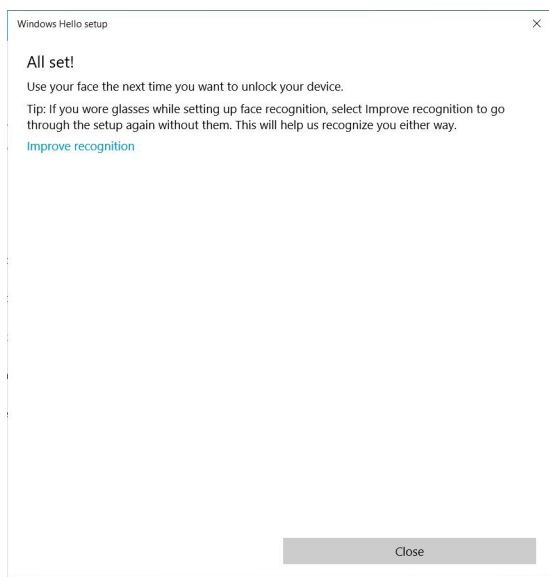 Windows Hello setup
All set!
Use your face the next time you want to unlock your device.
Tip: If you wore glasses while setting up face recognition, select Improve recognition to go
through the setup again without them. This will help us recognize you either way.
Improve recognition
Close